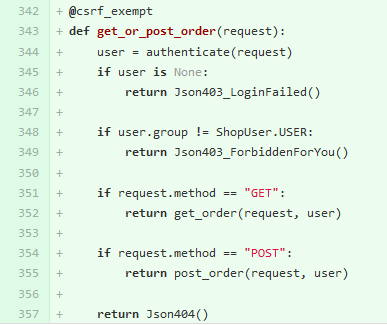 342 + @csrf_exempt
343 + def get_or_post_order(request):
344 +     user = authenticate(request)
345 +     if user is None:
346 +         return Json403_LoginFailed()
347 +
348 +     if user.group != ShopUser.USER:
349 +         return Json403_ForbiddenForYou()
350 +
351 +     if request.method == "GET":
352 +         return get_order(request, user)
353 +
354 +     if request.method == "POST":
355 +         return post_order(request, user)
356 +
357 +     return Json404()